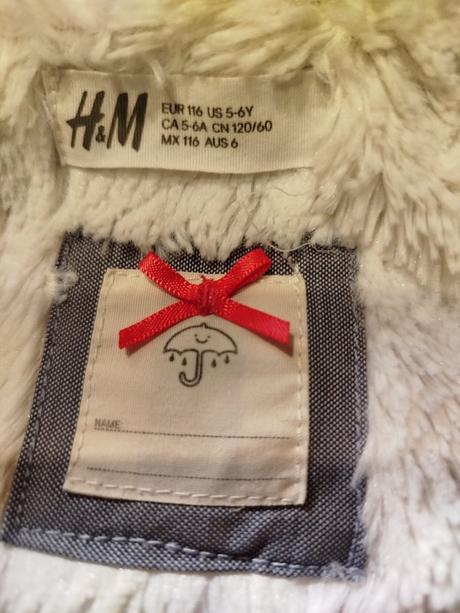 H&M
EUR 116 US 5-6Y
CA 5-6A CN 120/60
MX 116 AUS 6
NAME: